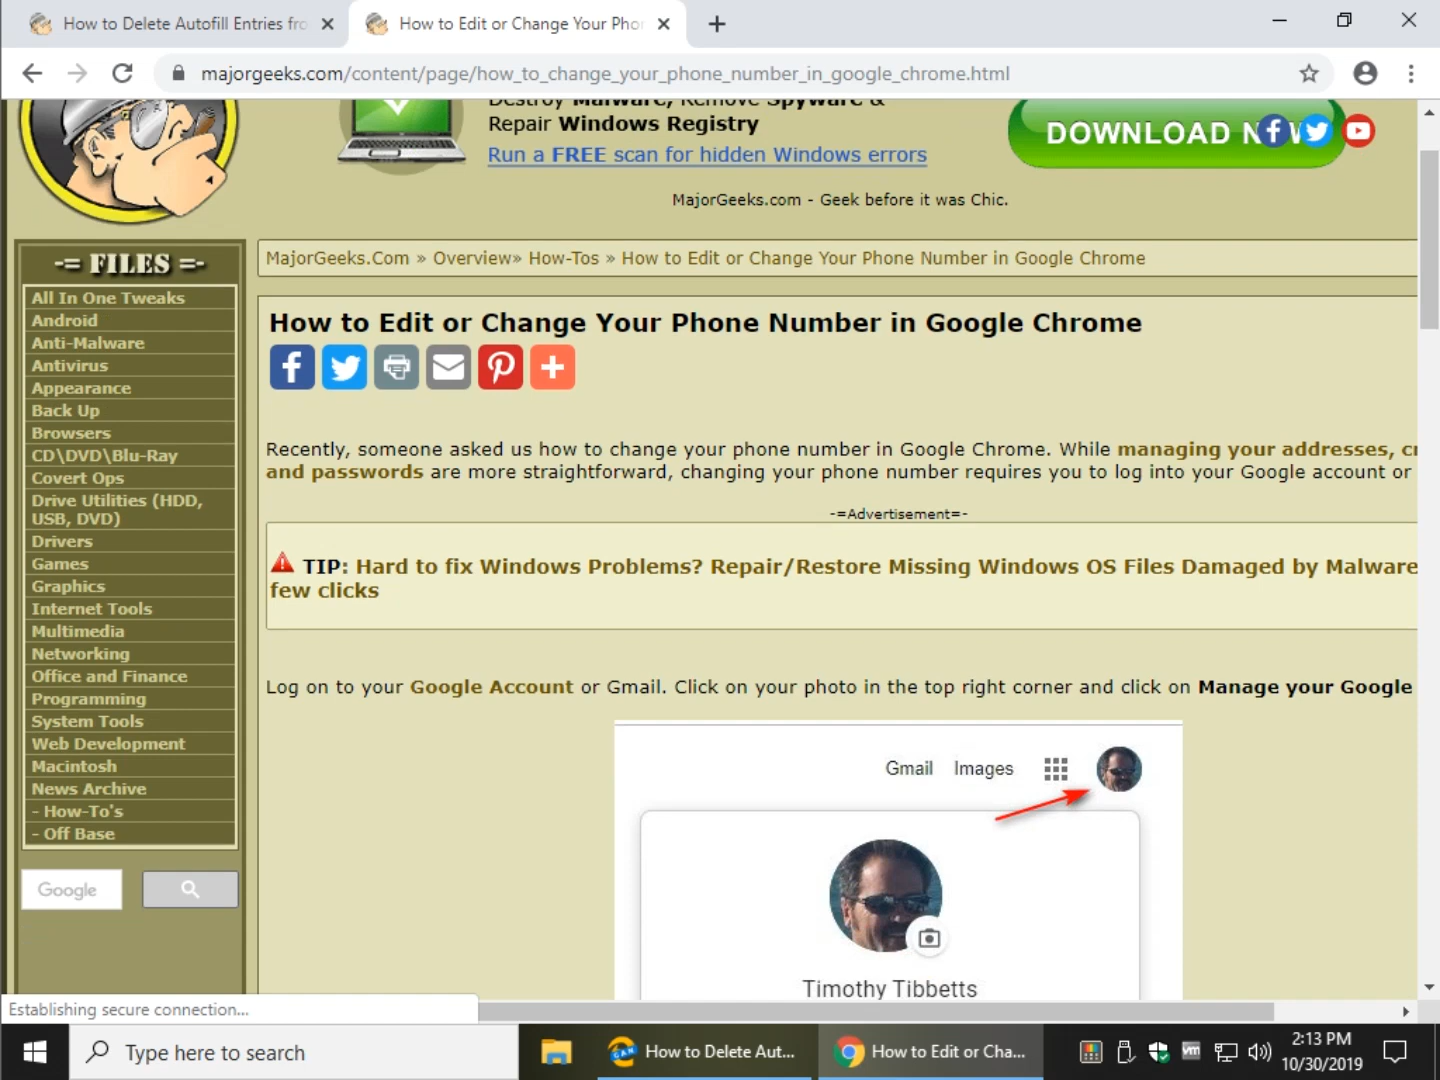 How to Delete Autofill Entries fro
How to Edit or Change Your Phon
majorgeeks.com/content/page/how_to_change_your_phone_number_in_google_chrome.html
Destroy Malware, Remove Spyware &
Repair Windows Registry
Run a FREE scan for hidden Windows errors
DOWNLOAD N
MajorGeeks.com - Geek before it was Chic.
-= FILES =-
All In One Tweaks
Android
Anti-Malware
Antivirus
Appearance
Back Up
Browsers
CD\DVD\Blu-Ray
Covert Ops
Drive Utilities (HDD,
USB, DVD)
Drivers
Games
Graphics
Internet Tools
Multimedia
Networking
Office and Finance
Programming
System Tools
Web Development
Macintosh
News Archive
- How-To's
- Off Base
Google
MajorGeeks.Com » Overview» How-Tos » How to Edit or Change Your Phone Number in Google Chrome
How to Edit or Change Your Phone Number in Google Chrome
Recently, someone asked us how to change your phone number in Google Chrome. While managing your addresses, cr
and passwords are more straightforward, changing your phone number requires you to log into your Google account or
-=Advertisement=-
TIP: Hard to fix Windows Problems? Repair/Restore Missing Windows OS Files Damaged by Malware
few clicks
Log on to your Google Account or Gmail. Click on your photo in the top right corner and click on Manage your Google
Gmail Images
Timothy Tibbetts
Establishing secure connection...
Type here to search
How to Delete Aut...
How to Edit or Cha...
vm
2:13 PM
10/30/2019